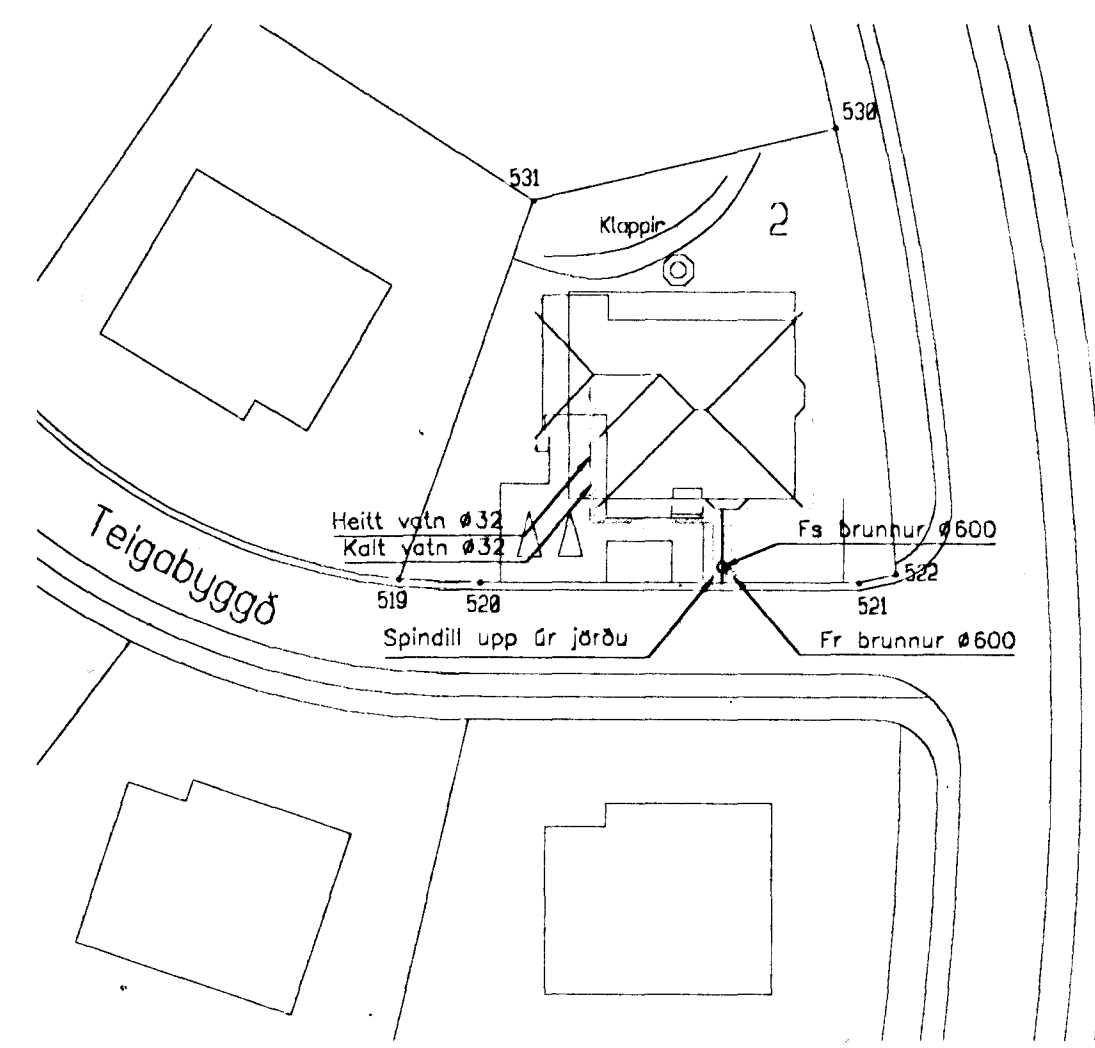 530
531
Klappir
2
Heitt vatn ø32
Kalt vatn ø32
Fs brunnur ø600
Teigabyggð
519
520
521
522
Spindill upp úr jörðu
Fr brunnur ø600